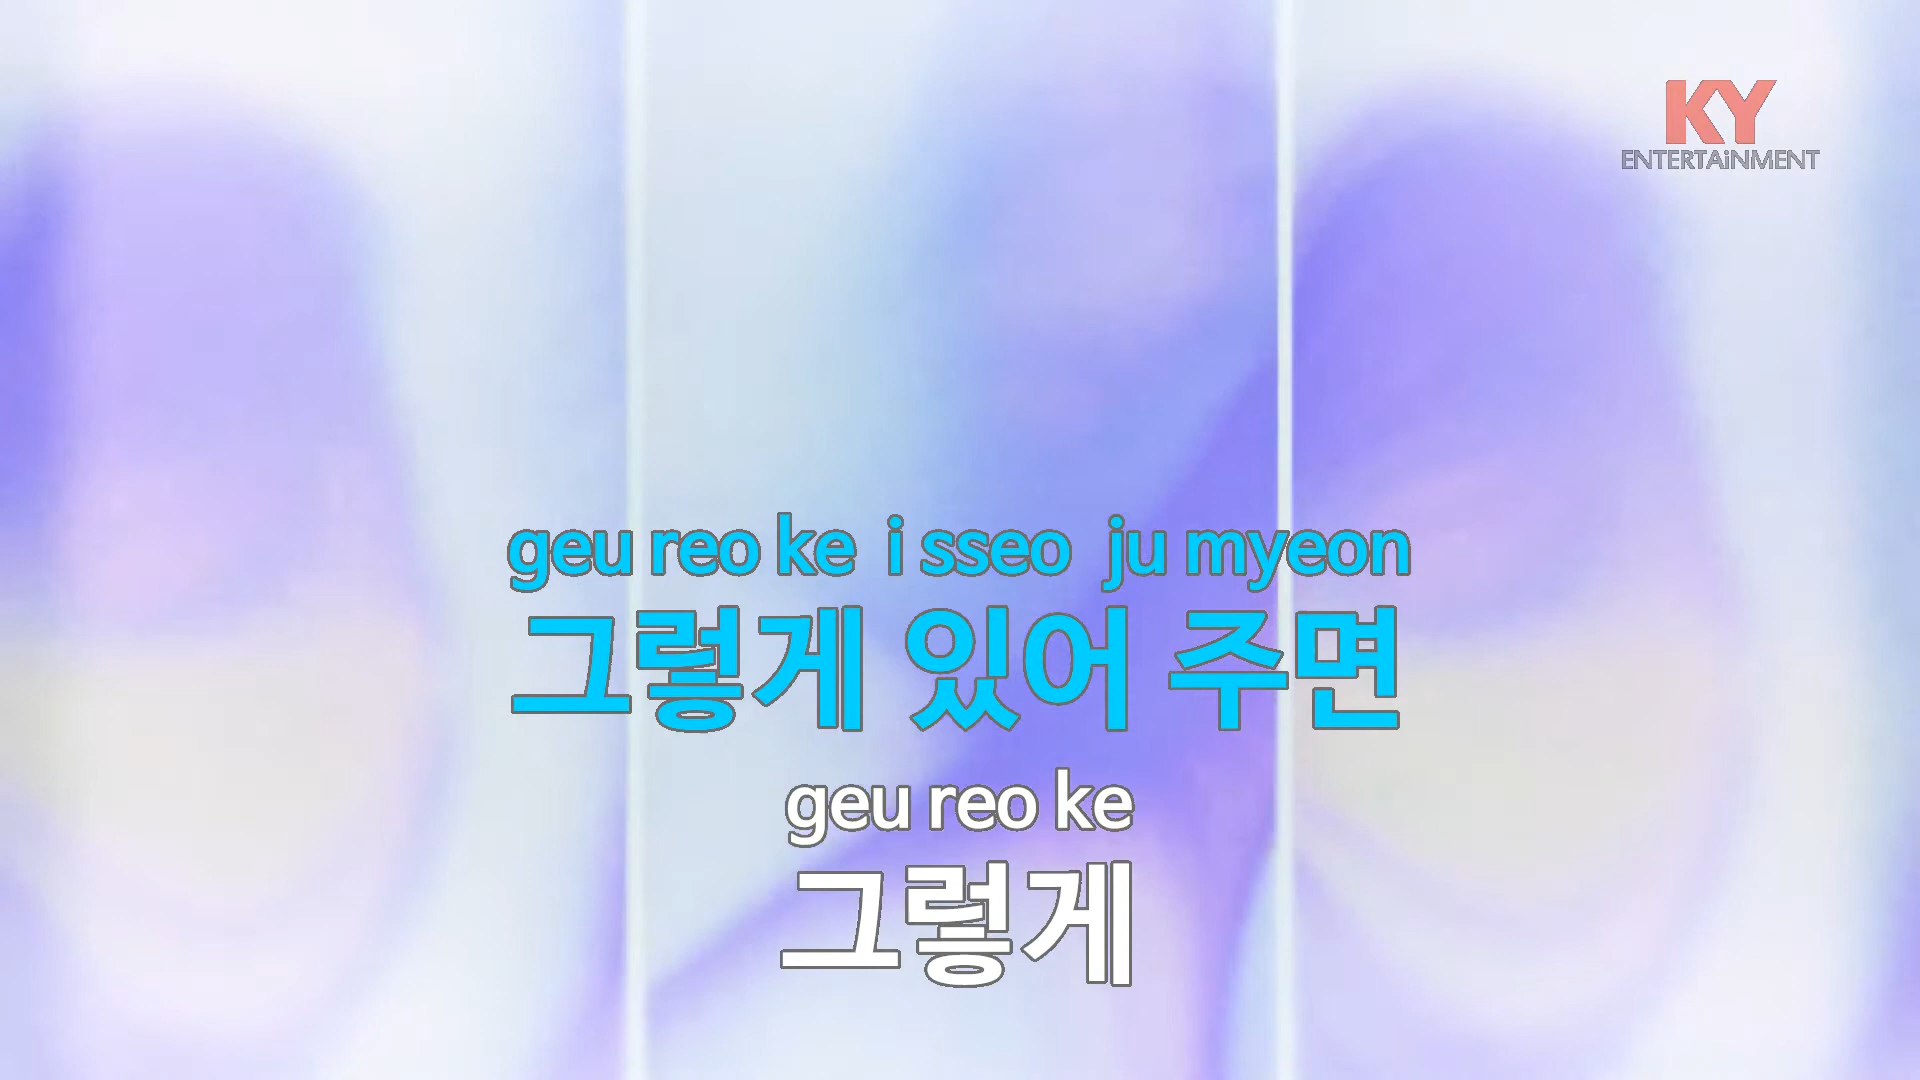 KY
ENTERTAiNMENT
geu reo ke i sseo ju myeon
그렇게 있어 주면
geu reo ke
그렇게